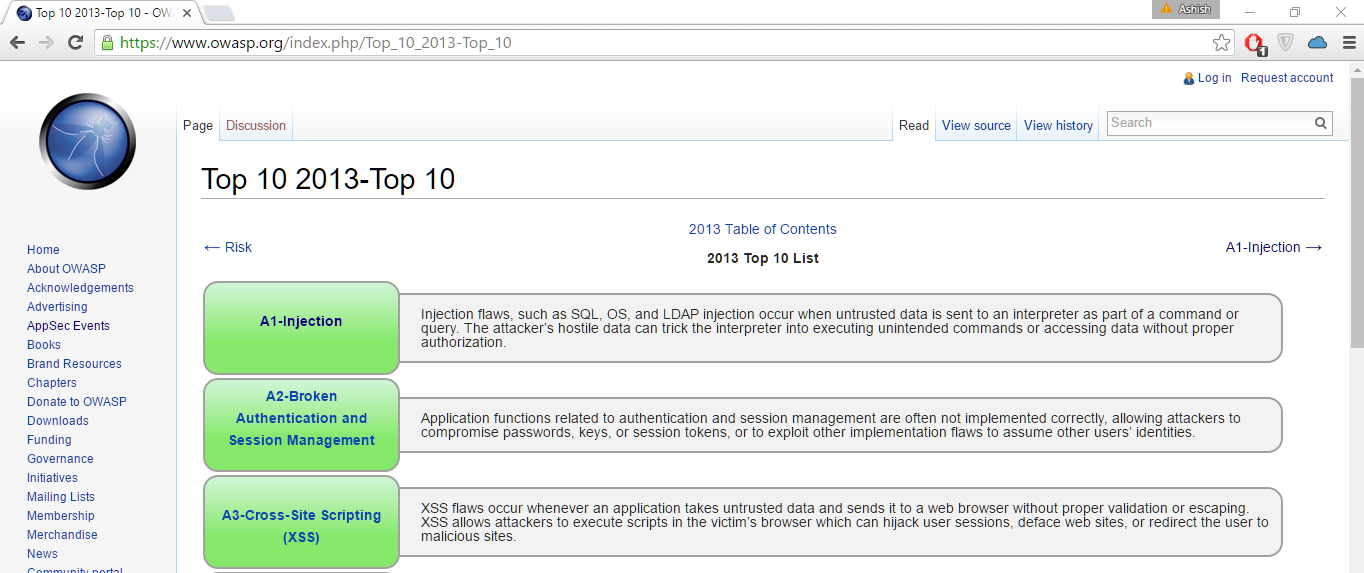 Top 10 2013-Top 10 - OW
Ashish
https://www.owasp.org/index.php/Top_10_2013-Top_10
1
Log in Request account
Page Discussion Read View source View history Search
Top 10 2013-Top 10
2013 Table of Contents
← Risk
A1-Injection →
2013 Top 10 List
Home
About OWASP
Acknowledgements
Advertising
AppSec Events
Books
Brand Resources
Chapters
Donate to OWASP
Downloads
Funding
Governance
Initiatives
Mailing Lists
Membership
Merchandise
News
Community portal
A1-Injection
Injection flaws, such as SQL, OS, and LDAP injection occur when untrusted data is sent to an interpreter as part of a command or
query. The attacker's hostile data can trick the interpreter into executing unintended commands or accessing data without proper
authorization.
A2-Broken
Authentication and
Session Management
Application functions related to authentication and session management are often not implemented correctly, allowing attackers to
compromise passwords, keys, or session tokens, or to exploit other implementation flaws to assume other users' identities.
A3-Cross-Site Scripting
(XSS)
XSS flaws occur whenever an application takes untrusted data and sends it to a web browser without proper validation or escaping.
XSS allows attackers to execute scripts in the victim's browser which can hijack user sessions, deface web sites, or redirect the user to
malicious sites.